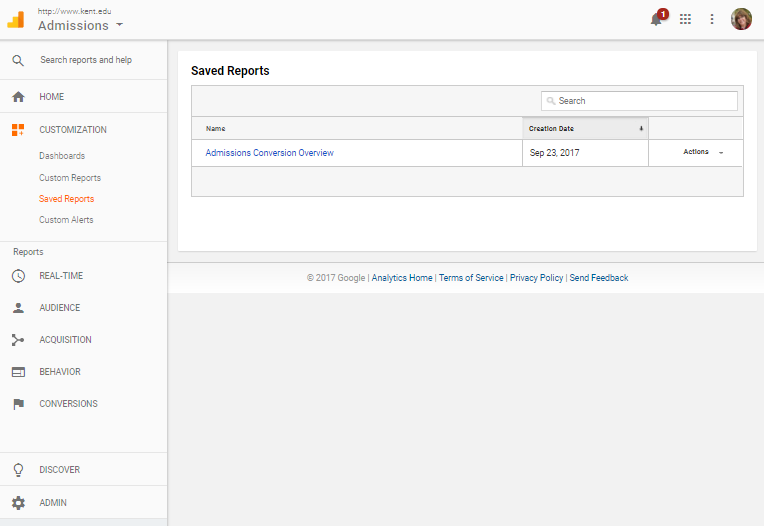 http://www.kent.edu
Admissions
1
Search reports and help
HOME
CUSTOMIZATION
Dashboards
Custom Reports
Saved Reports
Custom Alerts
Reports
REAL-TIME
AUDIENCE
ACQUISITION
BEHAVIOR
CONVERSIONS
DISCOVER
ADMIN
Saved Reports
Search
Name Creation Date
Admissions Conversion Overview Sep 23, 2017 Actions
© 2017 Google | Analytics Home | Terms of Service | Privacy Policy | Send Feedback